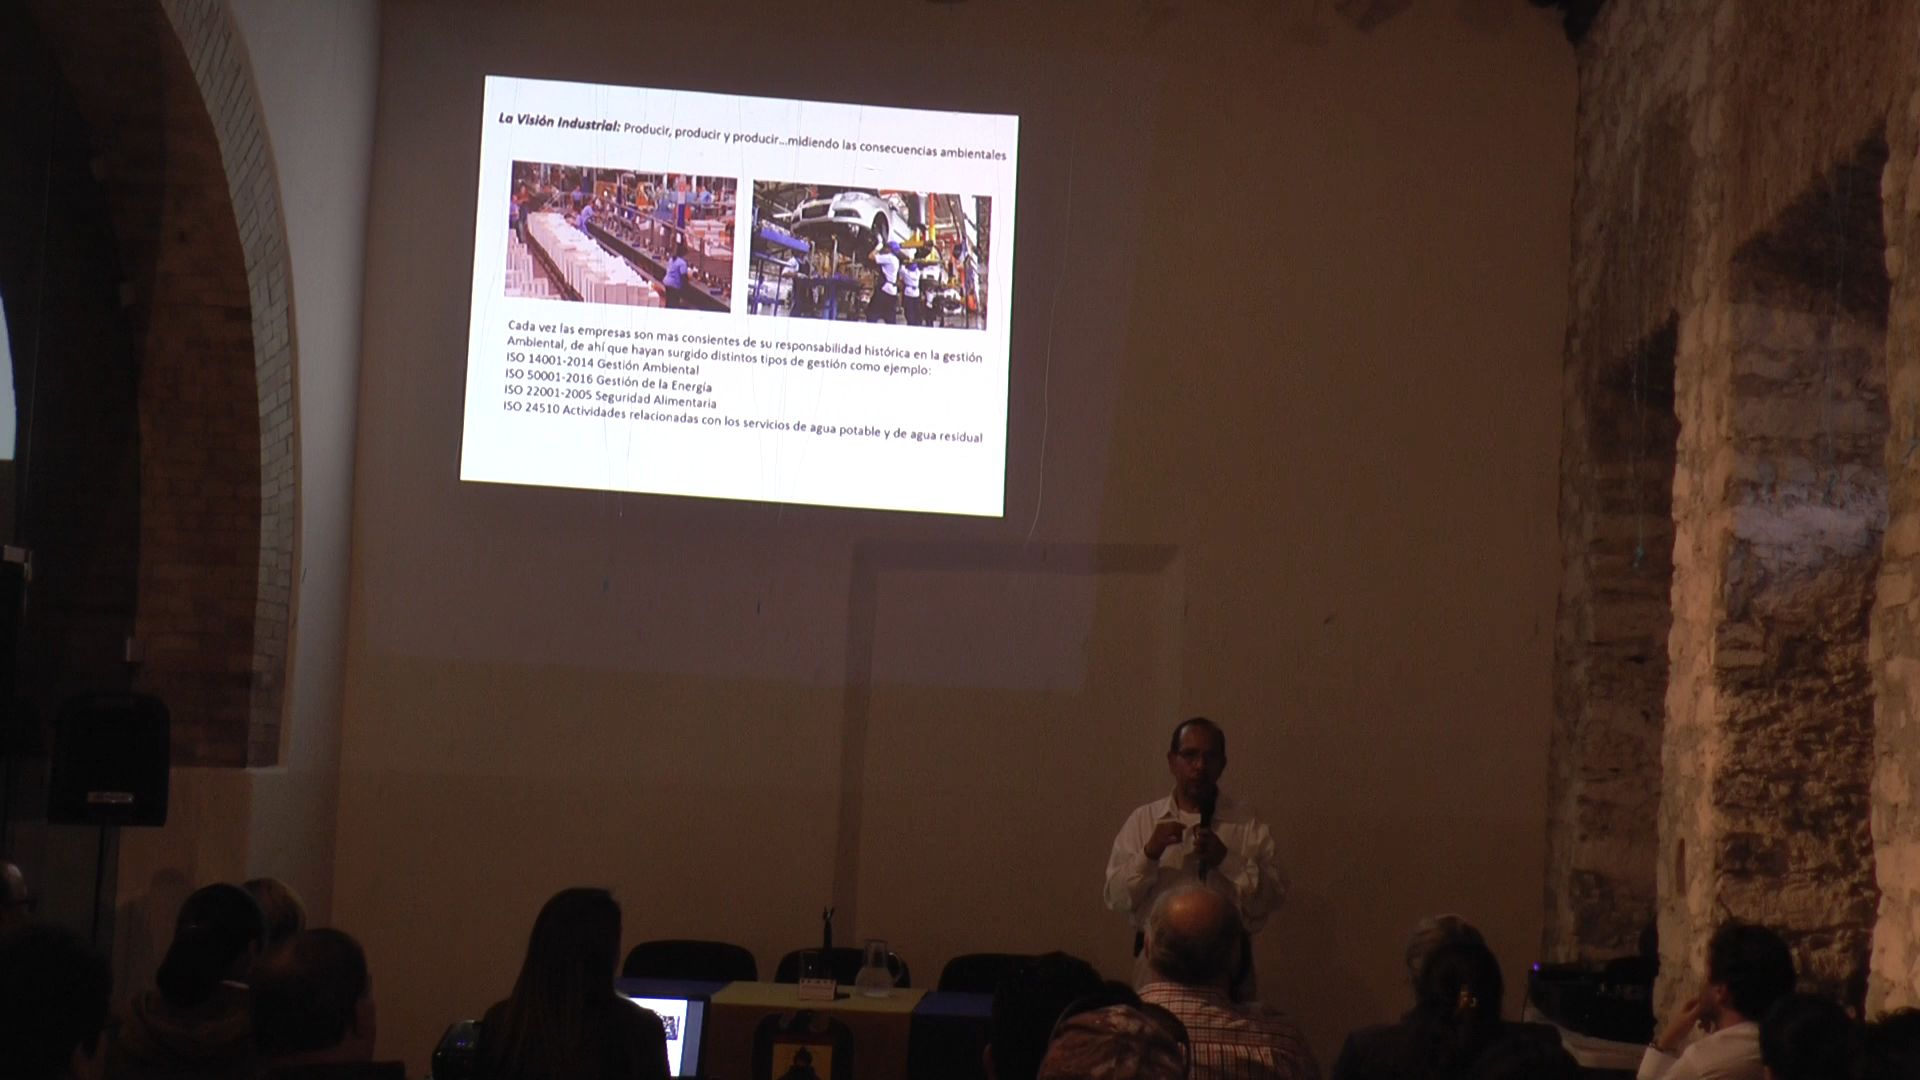 La Visión Industrial: Producir, producir y producir...midiendo las consecuencias ambientales
Cada vez las empresas son mas consientes de su responsabilidad histórica en la gestión
Ambiental, de ahí que hayan surgido distintos tipos de gestión como ejemplo:
ISO 14001-2014 Gestión Ambiental
ISO 50001-2016 Gestión de la Energía
ISO 22001-2005 Seguridad Alimentaria
ISO 24510 Actividades relacionadas con los servicios de agua potable y de agua residual